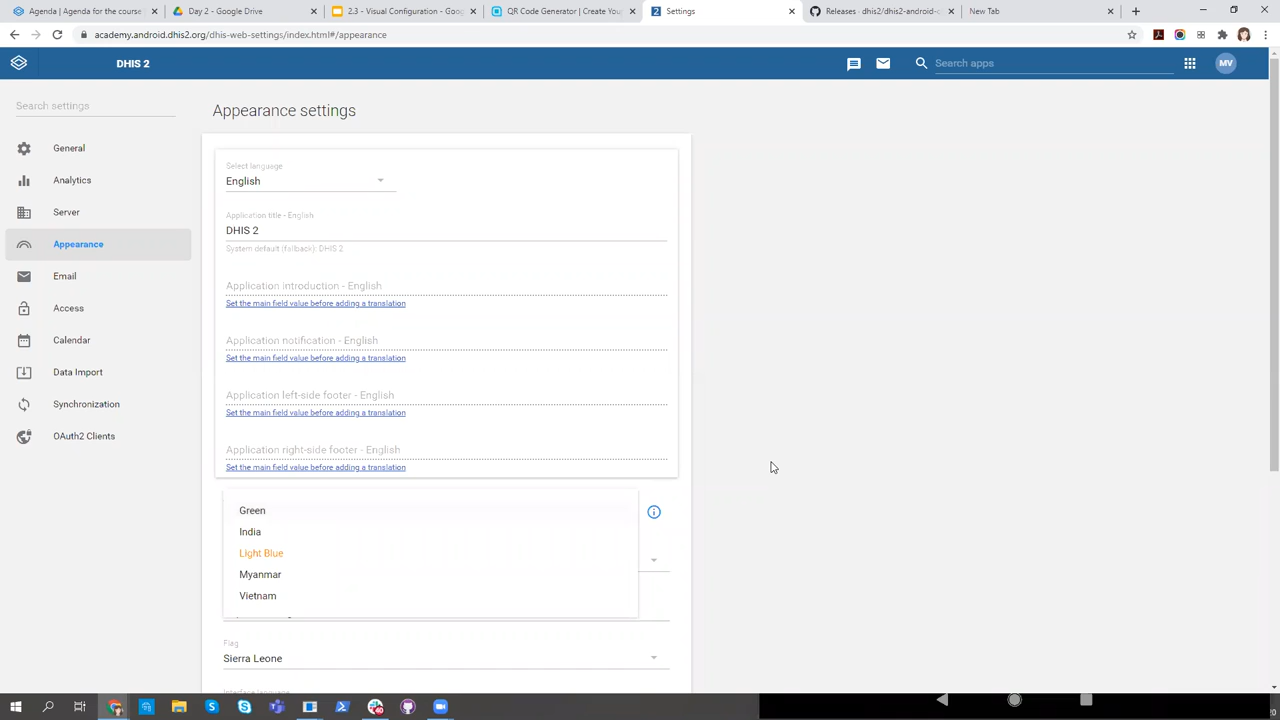 Agenda | Agenda for the course
Day 2 - Google Drive
2.3 - Visual Configuration - Goo
QR Code Generator | Create You
Settings
Releases · dhis2/dhis2-android-c
New Tab
academy.android.dhis2.org/dhis-web-settings/index.html#/appearance
DHIS 2
Search apps
MV
Search settings
General
Analytics
Server
Appearance
Email
Access
Calendar
Data Import
Synchronization
OAuth2 Clients
Appearance settings
Select language
English
Application title - English
DHIS 2
System default (fallback): DHIS 2
Application introduction - English
Set the main field value before adding a translation
Application notification - English
Set the main field value before adding a translation
Application left-side footer - English
Set the main field value before adding a translation
Application right-side footer - English
Set the main field value before adding a translation
Green
India
Light Blue
Myanmar
Vietnam
Flag
Sierra Leone
Interface language
20